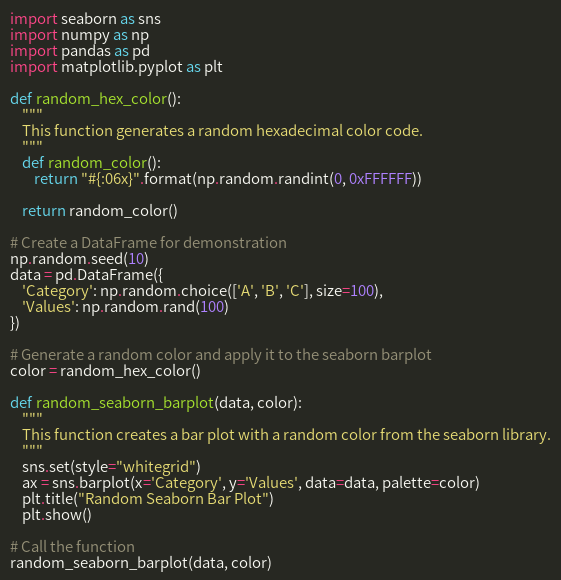 import seaborn as sns
import numpy as np
import pandas as pd
import matplotlib.pyplot as plt

def random_hex_color():
    """
    This function generates a random hexadecimal color code.
    """
    def random_color():
        return "#{:06x}".format(np.random.randint(0, 0xFFFFFF))

    return random_color()

# Create a DataFrame for demonstration
np.random.seed(10)
data = pd.DataFrame({
    'Category': np.random.choice(['A', 'B', 'C'], size=100),
    'Values': np.random.rand(100)
})

# Generate a random color and apply it to the seaborn barplot
color = random_hex_color()

def random_seaborn_barplot(data, color):
    """
    This function creates a bar plot with a random color from the seaborn library.
    """
    sns.set(style="whitegrid")
    ax = sns.barplot(x='Category', y='Values', data=data, palette=color)
    plt.title("Random Seaborn Bar Plot")
    plt.show()

# Call the function
random_seaborn_barplot(data, color)